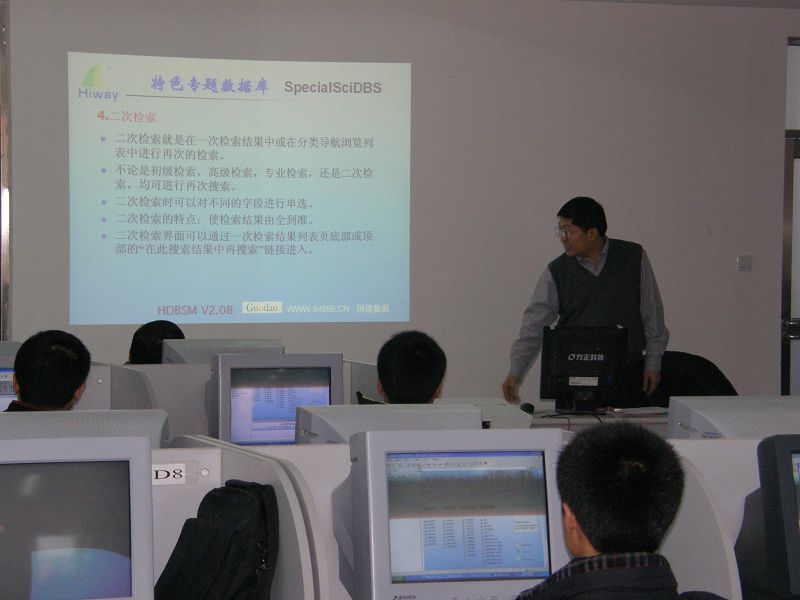 Hiway
特色专题数据库 SpecialSciDBS
4.二次检索
二次检索就是在一次检索结果中或在分类导航浏览列
表中进行再次的检索。
不论是初级检索，高级检索，专业检索，还是二次检
索，均可进行再次搜索。
二次检索时可以对不同的字段进行单选。
二次检索的特点：使检索结果由全到准。
二次检索界面可以通过一次检索结果列表页底部或顶
部的“在此搜索结果中再搜索”链接进入。
HDBSM V2.08 Guodao WWW.84399.CN 国道数据
方正科技
D8